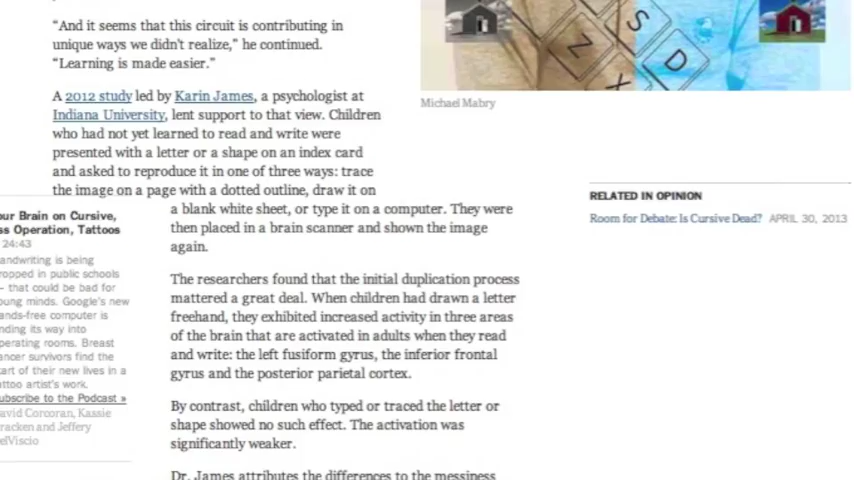 “And it seems that this circuit is contributing in
unique ways we didn’t realize,” he continued.
“Learning is made easier.”
A 2012 study led by Karin James, a psychologist at
Indiana University, lent support to that view. Children
who had not yet learned to read and write were
presented with a letter or a shape on an index card
and asked to reproduce it in one of three ways: trace
the image on a page with a dotted outline, draw it on
a blank white sheet, or type it on a computer. They were
then placed in a brain scanner and shown the image
again.
The researchers found that the initial duplication process
mattered a great deal. When children had drawn a letter
freehand, they exhibited increased activity in three areas
of the brain that are activated in adults when they read
and write: the left fusiform gyrus, the inferior frontal
gyrus and the posterior parietal cortex.
By contrast, children who typed or traced the letter or
shape showed no such effect. The activation was
significantly weaker.
Dr. James attributes the differences to the messiness
S
Z
D
X
Michael Mabry
RELATED IN OPINION
Room for Debate: Is Cursive Dead? APRIL 30, 2013
our Brain on Cursive,
ss Operation, Tattoos
24:43
andwriting is being
ropped in public schools
– that could be bad for
oung minds. Google's new
ands-free computer is
nding its way into
perating rooms. Breast
ancer survivors find the
tart of their new lives in a
attoo artist's work.
ubscribe to the Podcast »
avid Corcoran, Kassie
racken and Jeffery
elViscio